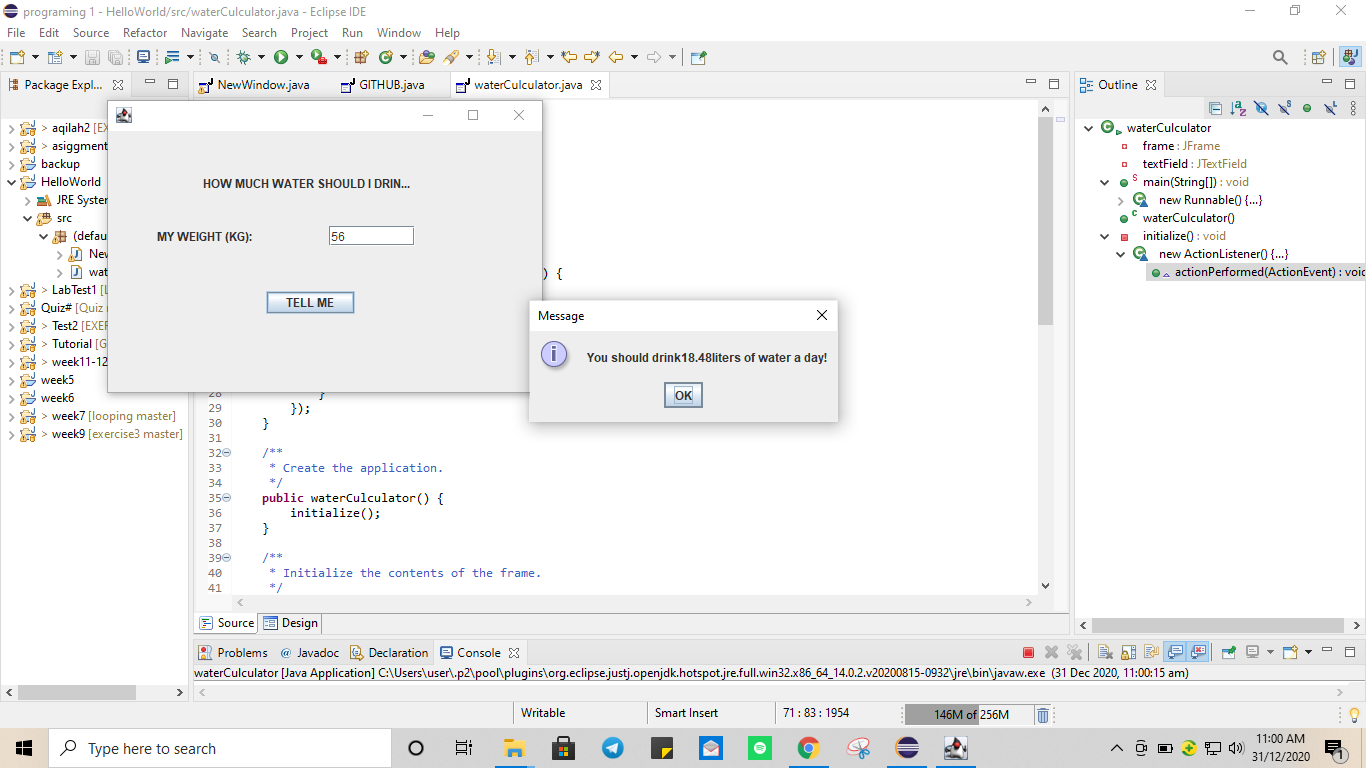 programing 1 - HelloWorld/src/waterCulculator.java - Eclipse IDE
File Edit Source Refactor Navigate Search Project Run Window Help
Package Expl...
NewWindow.java
GITHUB.java
waterCulculator.java
Outline
> aqilah2 [EX
> asiggment
backup
HelloWorld
JRE System
> src
(defau
New
wat
> LabTest1 [L
Quiz# [Quiz
> Test2 [EXER
> Tutorial [G
> week11-12
week5
week6
> week7 [looping master]
> week9 [exercise3 master]
HOW MUCH WATER SHOULD I DRIN...
MY WEIGHT (KG):
56
TELL ME
Message
You should drink18.48liters of water a day!
OK
) {
28 }
29 });
30 }
31
32 /**
33 * Create the application.
34 */
35 public waterCulculator() {
36 initialize();
37 }
38
39 /**
40 * Initialize the contents of the frame.
41 */
Source
Design
waterCulculator
frame : JFrame
textField : JTextField
main(String[]) : void
new Runnable() {...}
waterCulculator()
initialize() : void
new ActionListener() {...}
actionPerformed(ActionEvent) : voic
Problems
@ Javadoc
Declaration
Console
waterCulculator [Java Application] C:\Users\user\.p2\pool\plugins\org.eclipse.justj.openjdk.hotspot.jre.full.win32.x86_64_14.0.2.v20200815-0932\jre\bin\javaw.exe (31 Dec 2020, 11:00:15 am)
Writable
Smart Insert
71 : 83 : 1954
146M of 256M
Type here to search
11:00 AM
31/12/2020
1